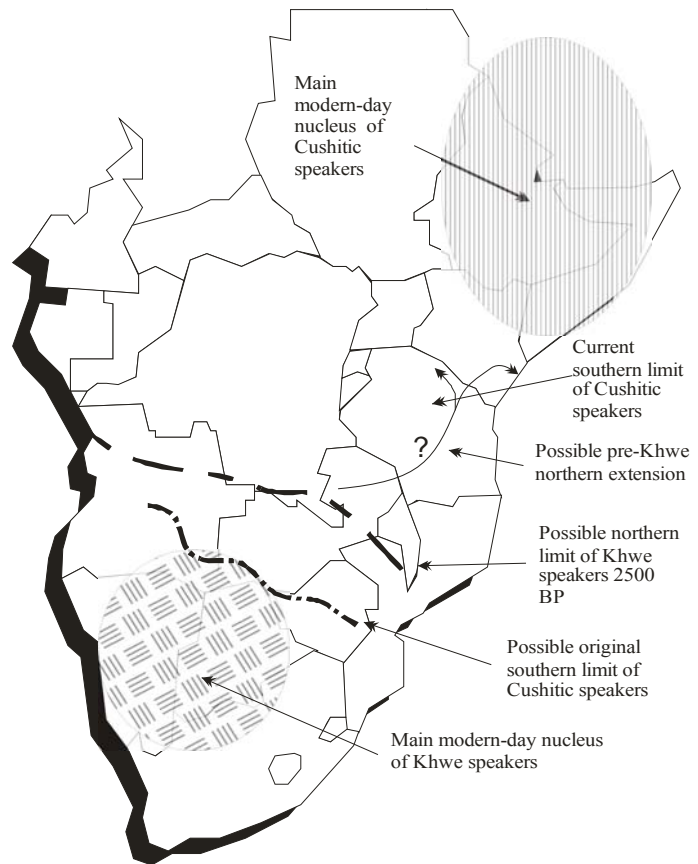 Main
modern-day
nucleus of
Cushitic
speakers
Current
southern limit
of Cushitic
speakers
?
Possible pre-Khwe
northern extension
Possible northern
limit of Khwe
speakers 2500
BP
Possible original
southern limit of
Cushitic speakers
Main modern-day nucleus
of Khwe speakers